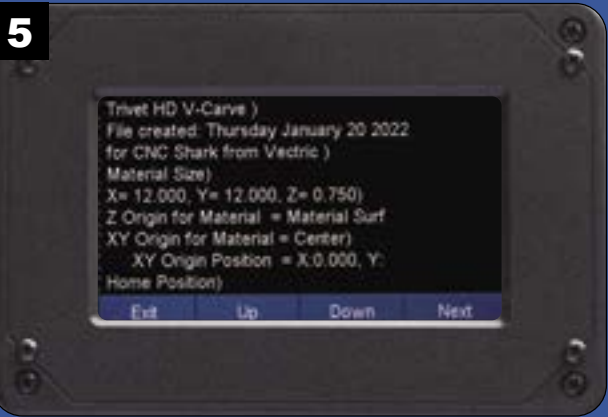 5
Trivet HD V-Carve )
File created: Thursday January 20 2022
for CNC Shark from Vectric )
Material Size)
X= 12.000, Y= 12.000, Z= 0.750)
Z Origin for Material = Material Surf
XY Origin for Material = Center)
XY Origin Position = X:0.000, Y:
Home Position)
Exit Up Down Next